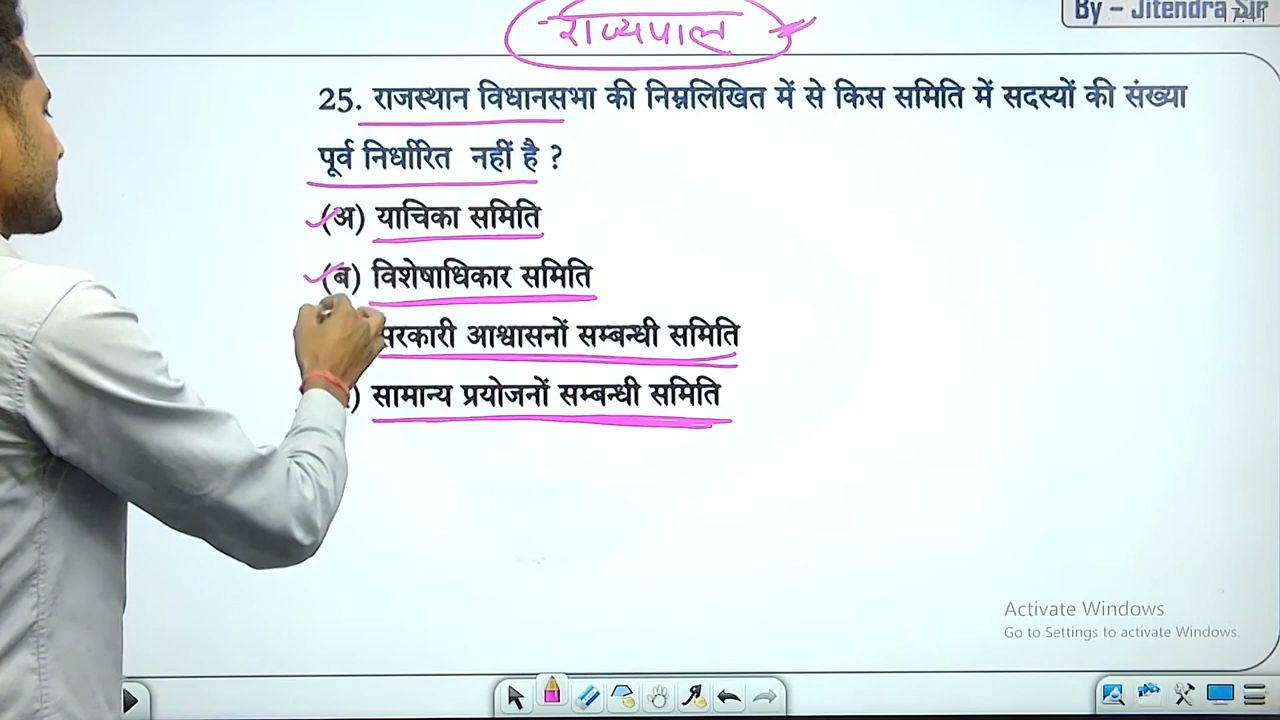 By - Jitendra Sir
राज्यपाल
25. राजस्थान विधानसभा की निम्नलिखित में से किस समिति में सदस्यों की संख्या
पूर्व निर्धारित नहीं है ?
(अ) याचिका समिति
(ब) विशेषाधिकार समिति
सरकारी आश्वासनों सम्बन्धी समिति
) सामान्य प्रयोजनों सम्बन्धी समिति
Activate Windows
Go to Settings to activate Windows.